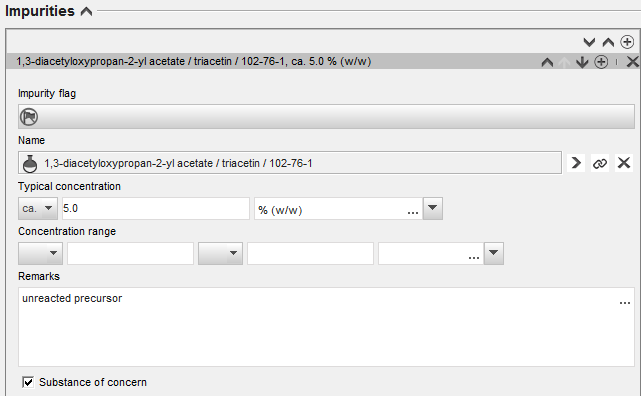 Impurities
1,3-diacetyloxypropan-2-yl acetate / triacetin / 102-76-1, ca. 5.0 % (w/w)
Impurity flag
Name
1,3-diacetyloxypropan-2-yl acetate / triacetin / 102-76-1
Typical concentration
ca. 5.0 % (w/w) ...
Concentration range
...
Remarks
unreacted precursor ...
Substance of concern